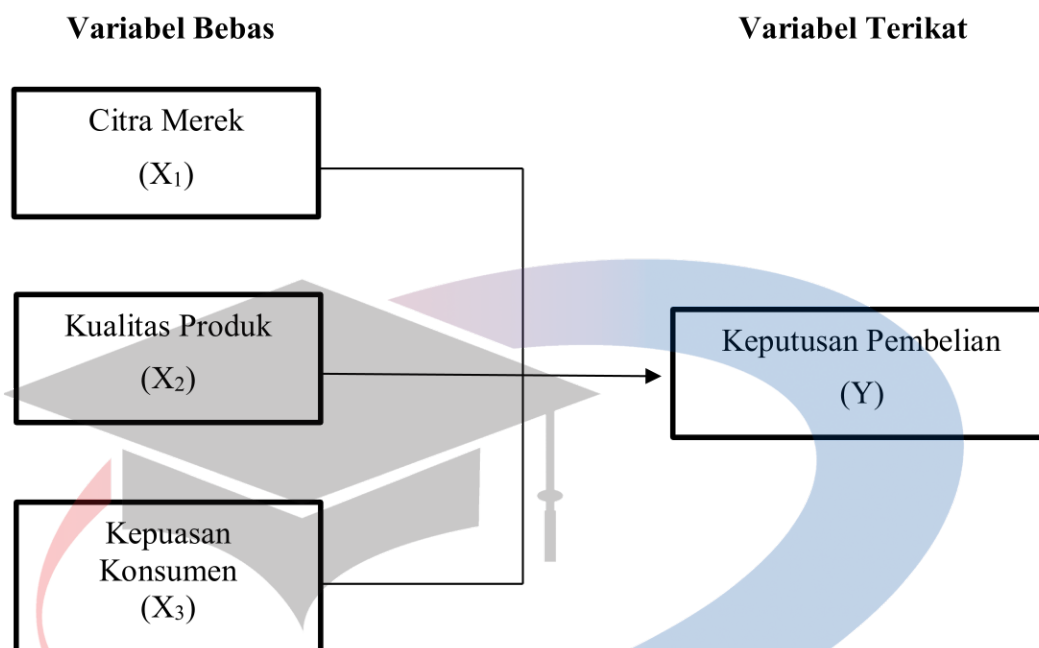 Variabel Bebas
Variabel Terikat
Citra Merek
(X₁)
Kualitas Produk
(X₂)
Keputusan Pembelian
(Y)
Kepuasan
Konsumen
(X₃)